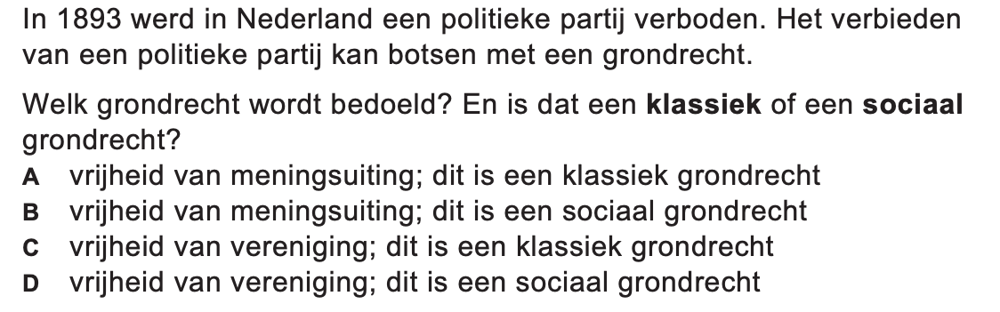 In 1893 werd in Nederland een politieke partij verboden. Het verbieden
van een politieke partij kan botsen met een grondrecht.
Welk grondrecht wordt bedoeld? En is dat een klassiek of een sociaal
grondrecht?
A vrijheid van meningsuiting; dit is een klassiek grondrecht
B vrijheid van meningsuiting; dit is een sociaal grondrecht
C vrijheid van vereniging; dit is een klassiek grondrecht
D vrijheid van vereniging; dit is een sociaal grondrecht